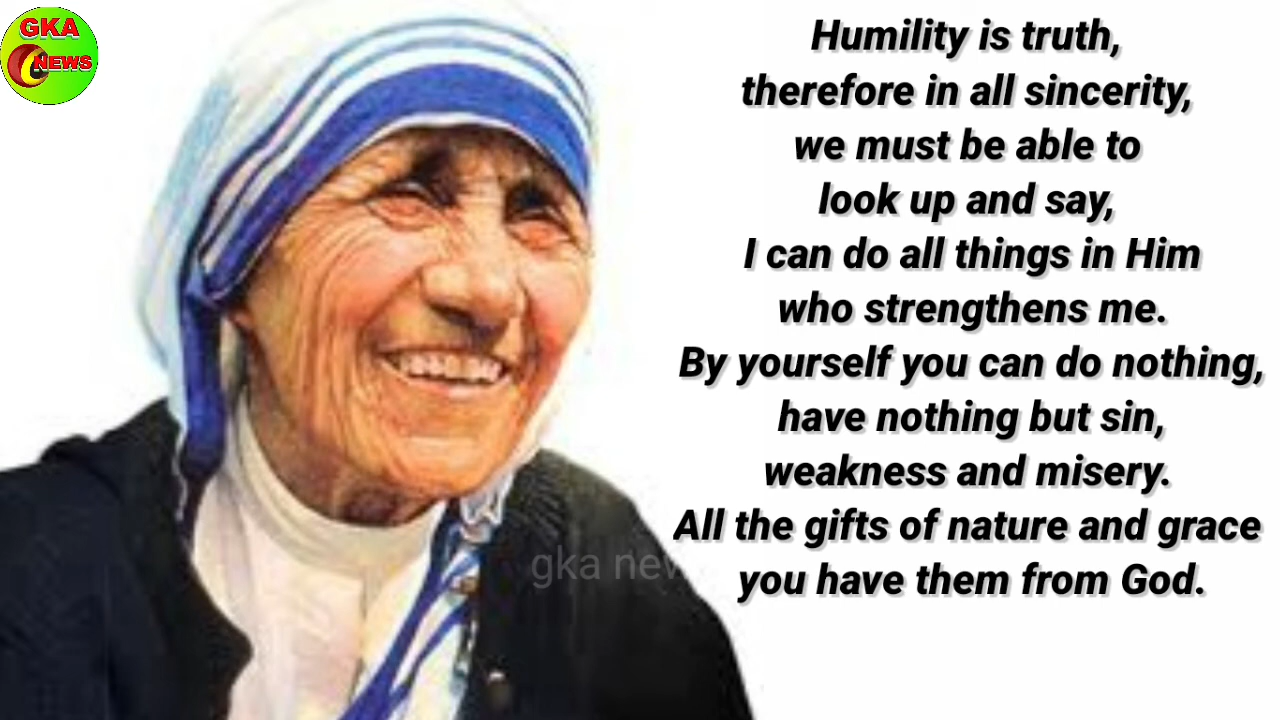 GKA
NEWS
Humility is truth,
therefore in all sincerity,
we must be able to
look up and say,
I can do all things in Him
who strengthens me.
By yourself you can do nothing,
have nothing but sin,
weakness and misery.
All the gifts of nature and grace
you have them from God.
gka new